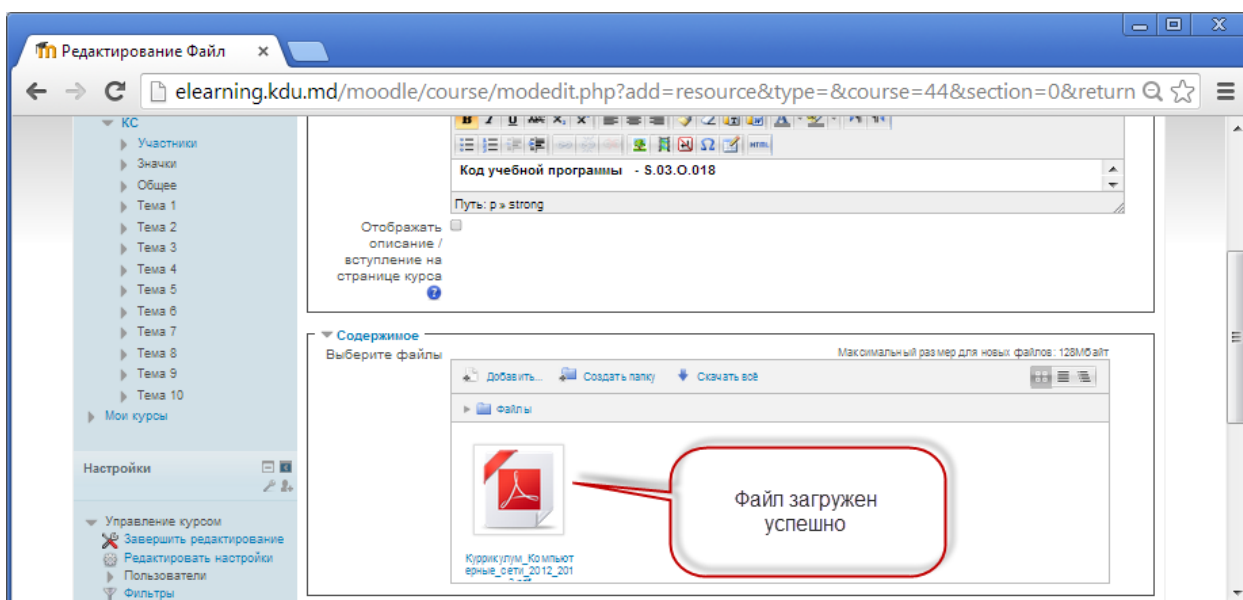 Редактирование Файл
elearning.kdu.md/moodle/course/modedit.php?add=resource&type=&course=44&section=0&return
КС
Участники
Значки
Общее
Тема 1
Тема 2
Тема 3
Тема 4
Тема 5
Тема 6
Тема 7
Тема 8
Тема 9
Тема 10
Мои курсы
Настройки
Управление курсом
Завершить редактирование
Редактировать настройки
Пользователи
Фильтры
HTML
Код учебной программы - S.03.O.018
Путь: p » strong
Отображать
описание /
вступление на
странице курса
Содержимое
Выберите файлы
Максимальный размер для новых файлов: 128Мбайт
Добавить...
Создать папку
Скачать всё
Файлы
Куррикулум_Компьют
ерные_сети_2012_201
Файл загружен
успешно